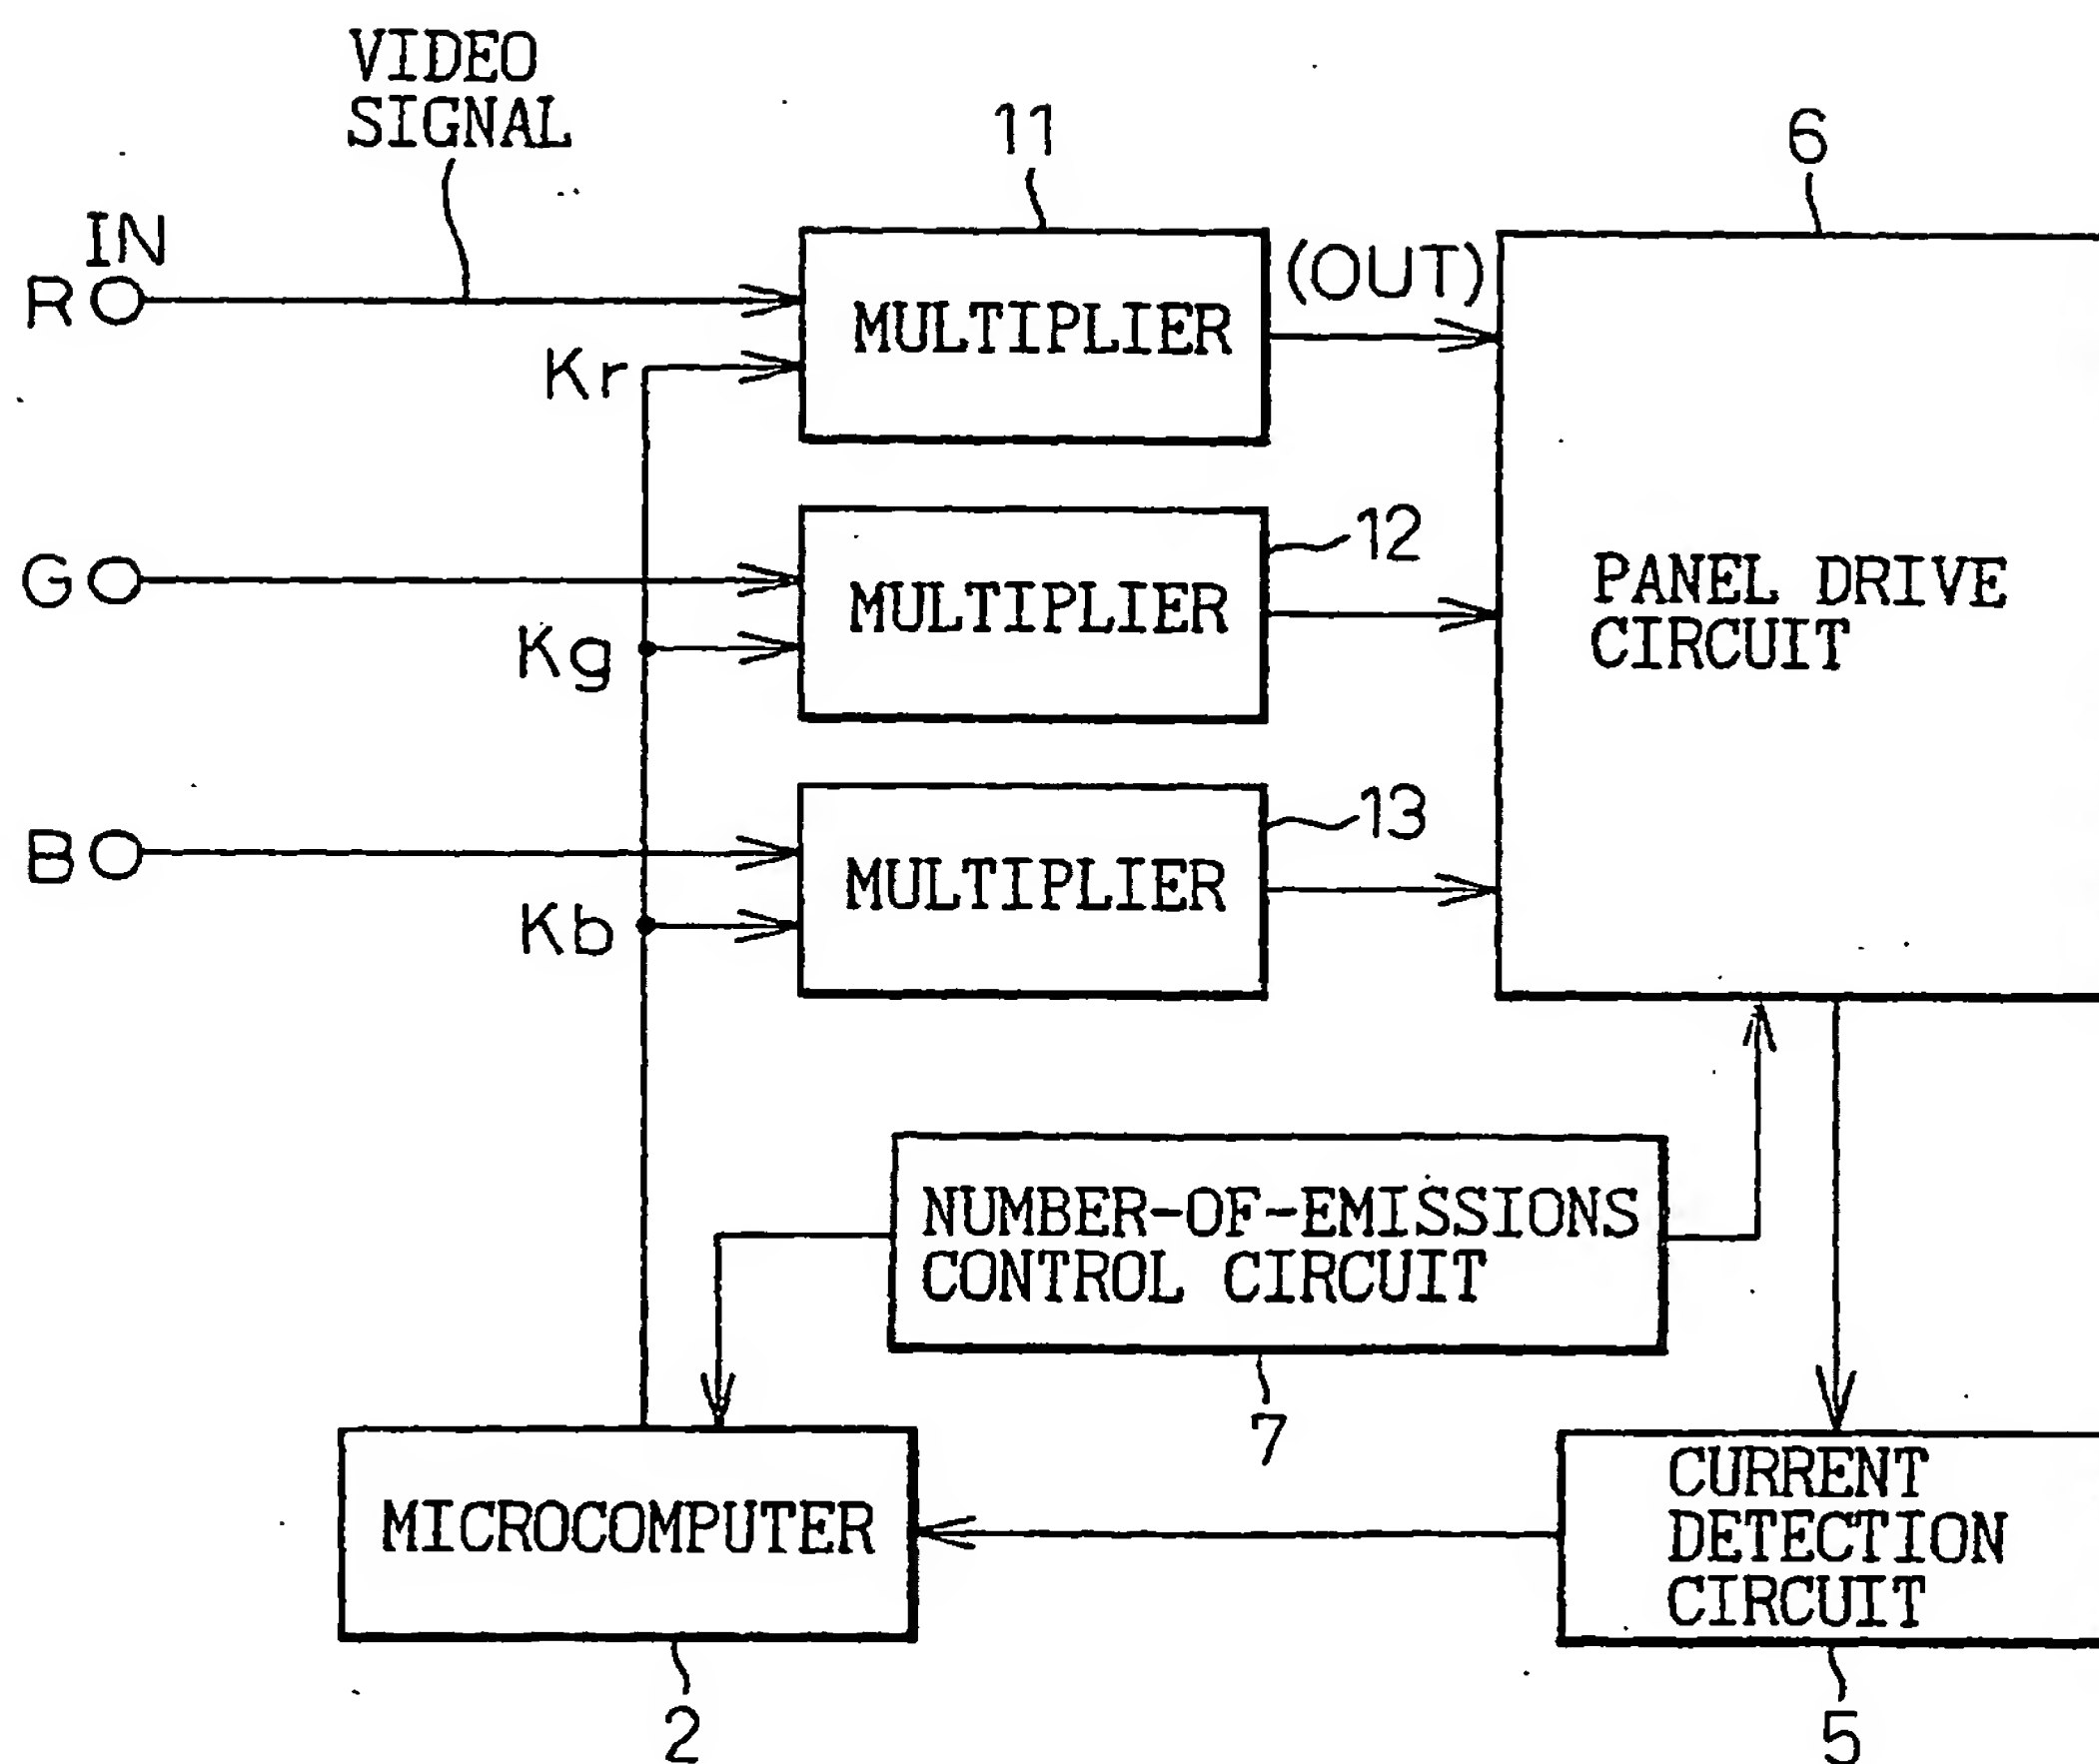 VIDEO
SIGNAL
11
6
IN
R
(OUT)
MULTIPLIER
Kr
12
G
MULTIPLIER
PANEL DRIVE
CIRCUIT
Kg
13
B
MULTIPLIER
Kb
NUMBER-OF-EMISSIONS
CONTROL CIRCUIT
7
MICROCOMPUTER
CURRENT
DETECTION
CIRCUIT
2
5